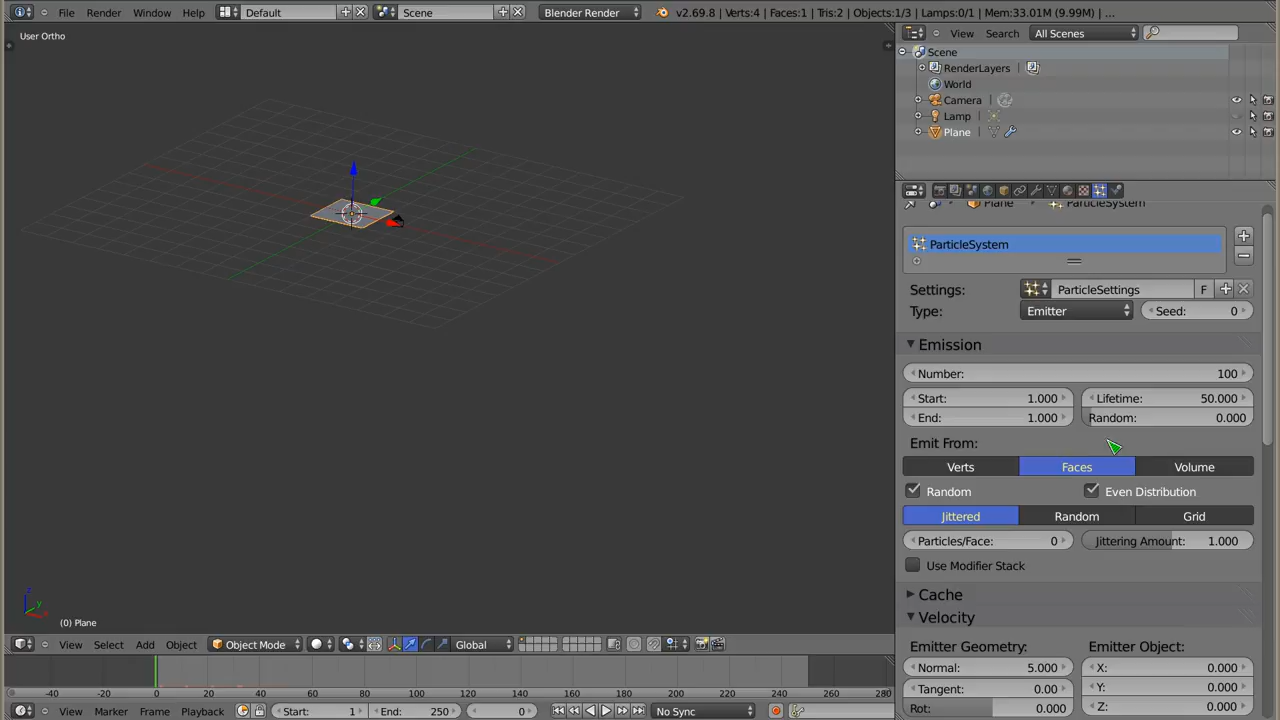 File Render Window Help Default Scene Blender Render v2.69.8 | Verts:4 | Faces:1 | Tris:2 | Objects:1/3 | Lamps:0/1 | Mem:33.01M (9.99M) | ...
User Ortho
View Search All Scenes
Scene
RenderLayers
World
Camera
Lamp
Plane
Plane ParticleSystem
ParticleSystem
Settings: ParticleSettings F
Type: Emitter Seed: 0
Emission
Number: 100
Start: 1.000 Lifetime: 50.000
End: 1.000 Random: 0.000
Emit From:
Verts Faces Volume
Random Even Distribution
Jittered Random Grid
Particles/Face: 0 Jittering Amount: 1.000
Use Modifier Stack
Cache
Velocity
Emitter Geometry: Emitter Object:
Normal: 5.000 X: 0.000
Tangent: 0.00 Y: 0.000
Rot: 0.000 Z: 0.000
z
y
x
(0) Plane
View Select Add Object Object Mode Global
-40 -20 0 20 40 60 80 100 120 140 160 180 200 220 240 260 280
View Marker Frame Playback Start: 1 End: 250 0 No Sync